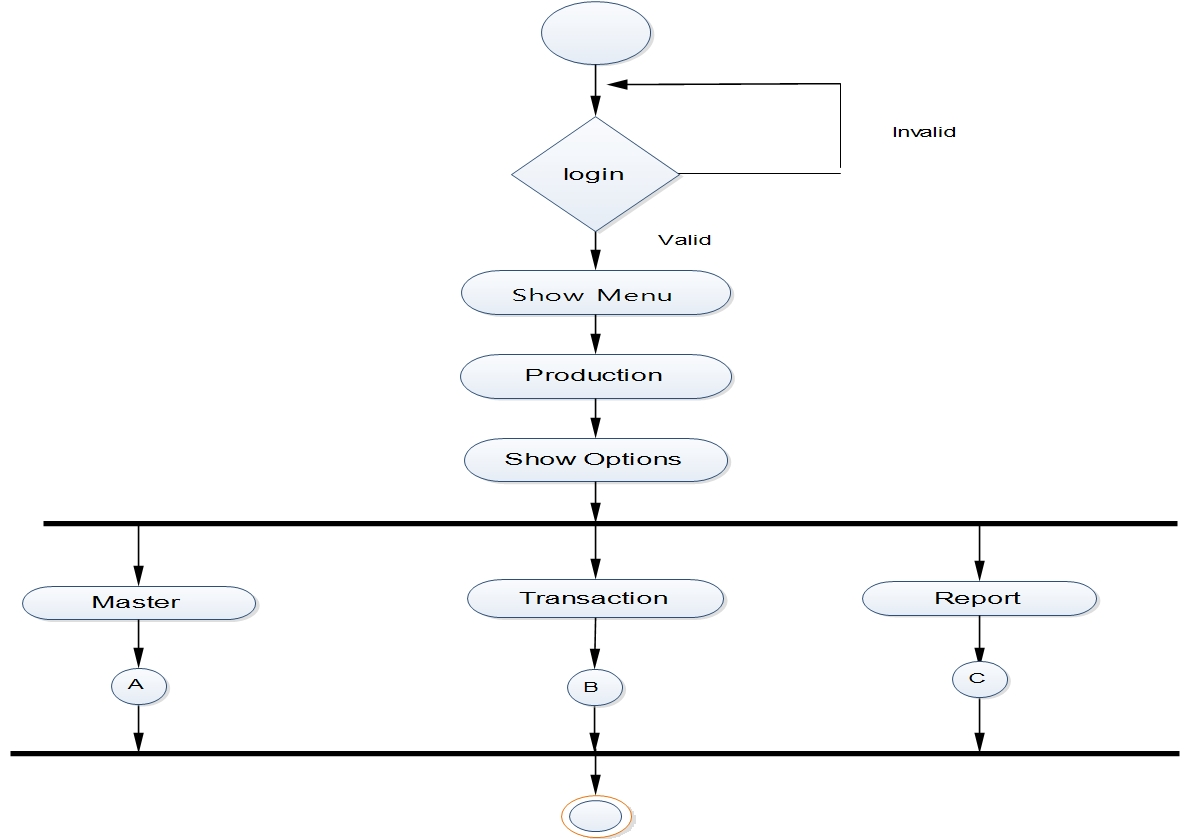 login
Invalid
Valid
Show Menu
Production
Show Options
Master
Transaction
Report
A
B
C